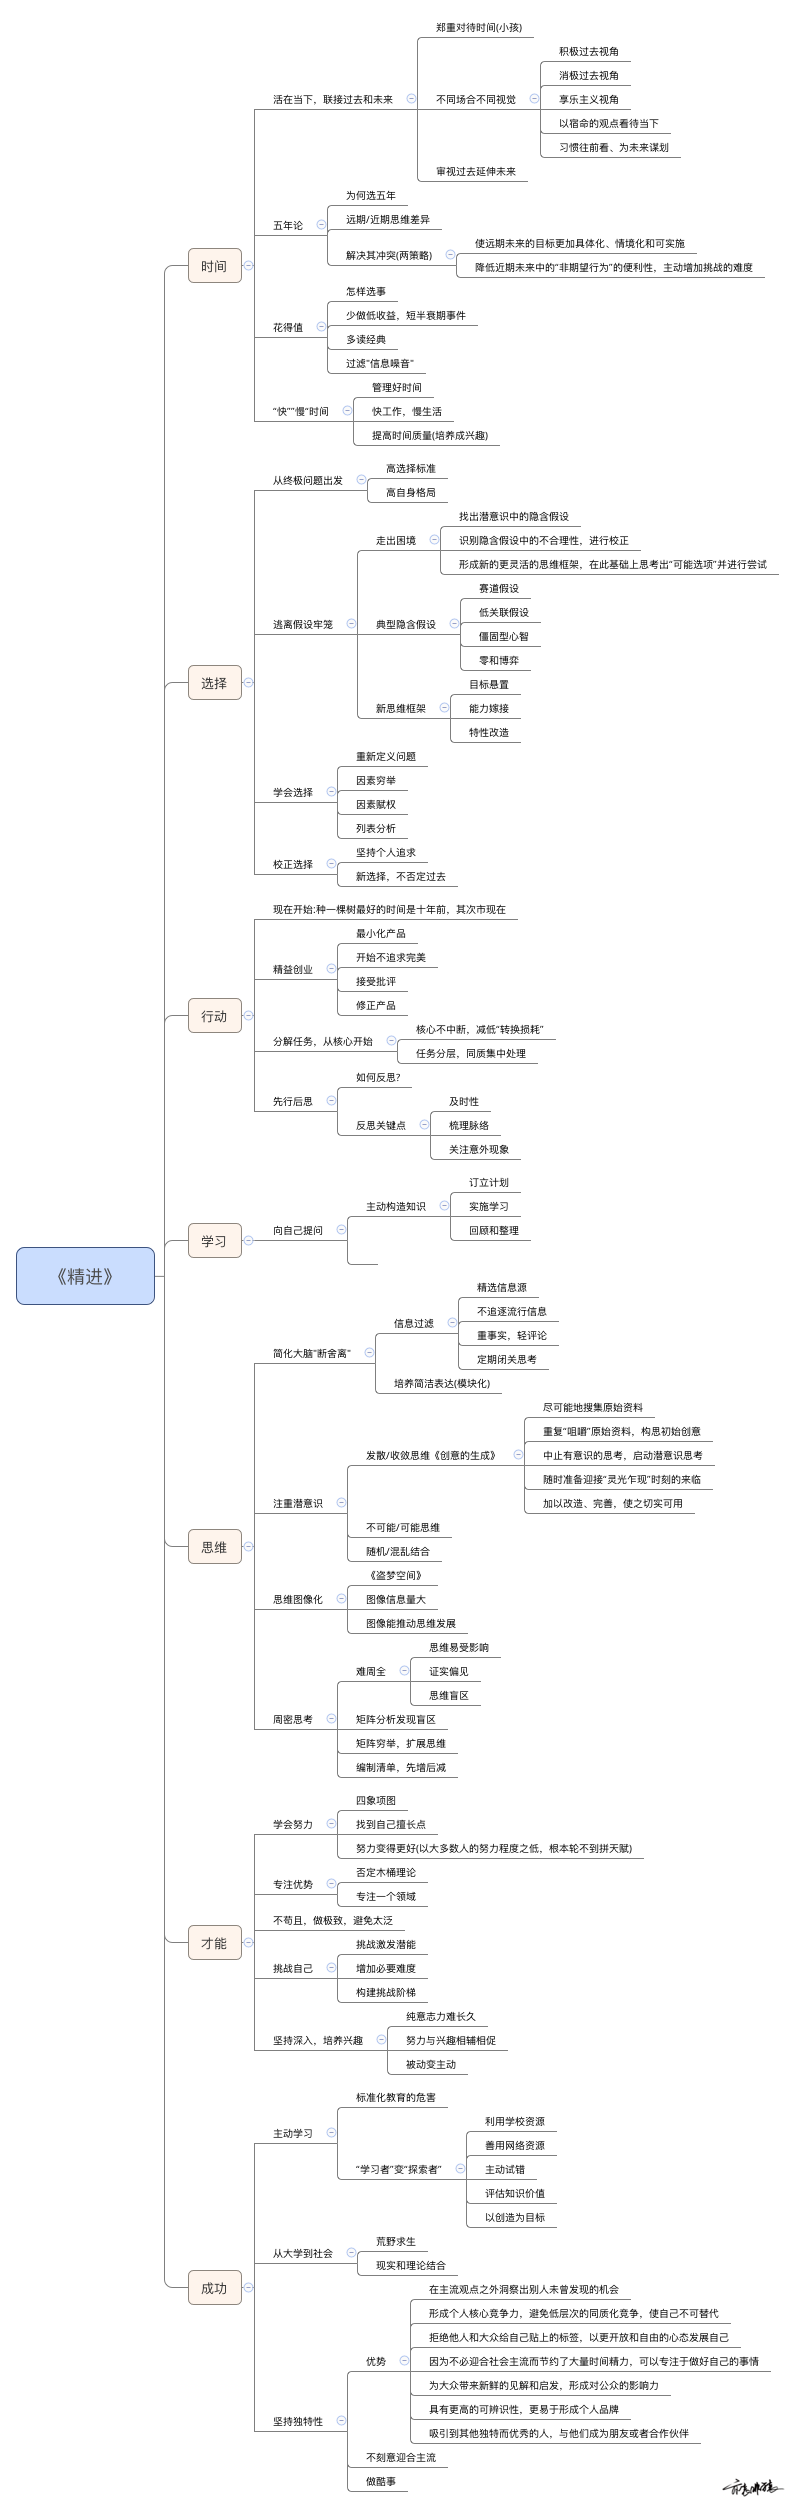 《精进》
时间
活在当下，联接过去和未来
郑重对待时间(小孩)
不同场合不同视觉
积极过去视角
消极过去视角
享乐主义视角
以宿命的观点看待当下
习惯往前看、为未来谋划
审视过去延伸未来
五年论
为何选五年
远期/近期思维差异
解决其冲突(两策略)
使远期未来的目标更加具体化、情境化和可实施
降低近期未来中的“非期望行为”的便利性，主动增加挑战的难度
花得值
怎样选事
少做低收益，短半衰期事件
多读经典
过滤"信息噪音"
“快”“慢”时间
管理好时间
快工作，慢生活
提高时间质量(培养成兴趣)
选择
从终极问题出发
高选择标准
高自身格局
逃离假设牢笼
走出困境
找出潜意识中的隐含假设
识别隐含假设中的不合理性，进行校正
形成新的更灵活的思维框架，在此基础上思考出“可能选项”并进行尝试
典型隐含假设
赛道假设
低关联假设
僵固型心智
零和博弈
新思维框架
目标悬置
能力嫁接
特性改造
学会选择
重新定义问题
因素穷举
因素赋权
列表分析
校正选择
坚持个人追求
新选择，不否定过去
行动
现在开始:种一棵树最好的时间是十年前，其次市现在
精益创业
最小化产品
开始不追求完美
接受批评
修正产品
分解任务，从核心开始
核心不中断，减低"转换损耗"
任务分层，同质集中处理
先行后思
如何反思?
反思关键点
及时性
梳理脉络
关注意外现象
学习
向自己提问
主动构造知识
订立计划
实施学习
回顾和整理
思维
简化大脑"断舍离"
信息过滤
精选信息源
不追逐流行信息
重事实，轻评论
定期闭关思考
培养简洁表达(模块化)
注重潜意识
发散/收敛思维《创意的生成》
尽可能地搜集原始资料
重复“咀嚼”原始资料，构思初始创意
中止有意识的思考，启动潜意识思考
随时准备迎接“灵光乍现”时刻的来临
加以改造、完善，使之切实可用
不可能/可能思维
随机/混乱结合
思维图像化
《盗梦空间》
图像信息量大
图像能推动思维发展
周密思考
难周全
思维易受影响
证实偏见
思维盲区
矩阵分析发现盲区
矩阵穷举，扩展思维
编制清单，先增后减
才能
学会努力
四象项图
找到自己擅长点
努力变得更好(以大多数人的努力程度之低，根本轮不到拼天赋)
专注优势
否定木桶理论
专注一个领域
不苟且，做极致，避免太泛
挑战自己
挑战激发潜能
增加必要难度
构建挑战阶梯
坚持深入，培养兴趣
纯意志力难长久
努力与兴趣相辅相促
被动变主动
成功
主动学习
标准化教育的危害
“学习者”变“探索者”
利用学校资源
善用网络资源
主动试错
评估知识价值
以创造为目标
从大学到社会
荒野求生
现实和理论结合
坚持独特性
优势
在主流观点之外洞察出别人未曾发现的机会
形成个人核心竞争力，避免低层次的同质化竞争，使自己不可替代
拒绝他人和大众给自己贴上的标签，以更开放和自由的心态发展自己
因为不必迎合社会主流而节约了大量时间精力，可以专注于做好自己的事情
为大众带来新鲜的见解和启发，形成对公众的影响力
具有更高的可辨识性，更易于形成个人品牌
吸引到其他独特而优秀的人，与他们成为朋友或者合作伙伴
不刻意迎合主流
做酷事